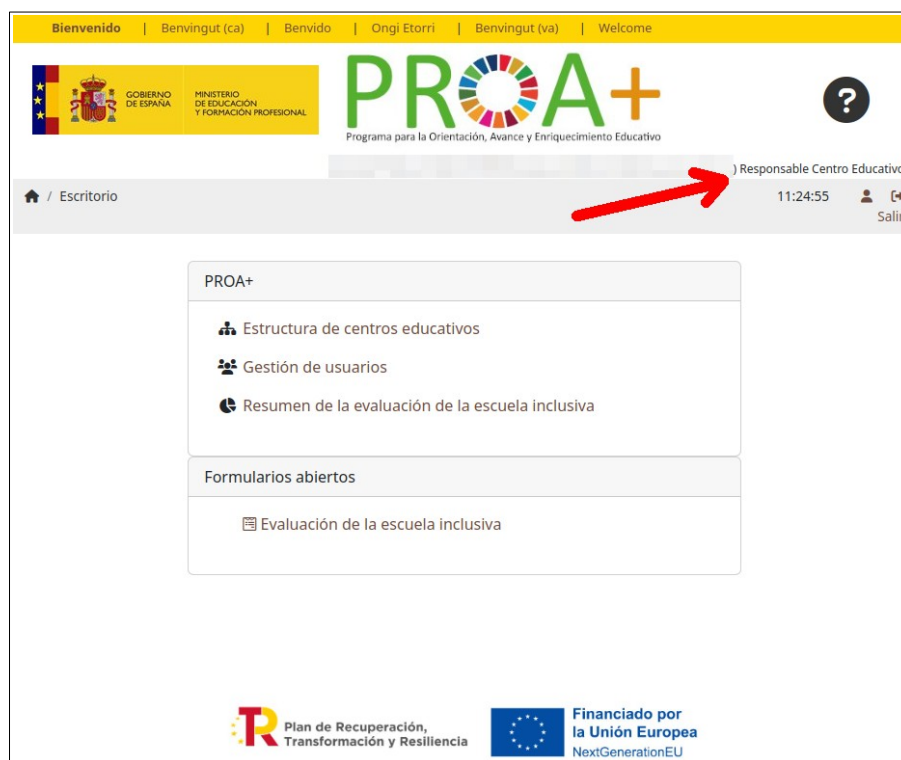 Bienvenido | Benvingut (ca) | Benvido | Ongi Etorri | Benvingut (va) | Welcome
GOBIERNO
DE ESPAÑA
MINISTERIO
DE EDUCACIÓN
Y FORMACIÓN PROFESIONAL
PROA+
Programa para la Orientación, Avance y Enriquecimiento Educativo
?
) Responsable Centro Educativo
/ Escritorio
11:24:55
Salir
PROA+
Estructura de centros educativos
Gestión de usuarios
Resumen de la evaluación de la escuela inclusiva
Formularios abiertos
Evaluación de la escuela inclusiva
Plan de Recuperación,
Transformación y Resiliencia
Financiado por
la Unión Europea
NextGenerationEU